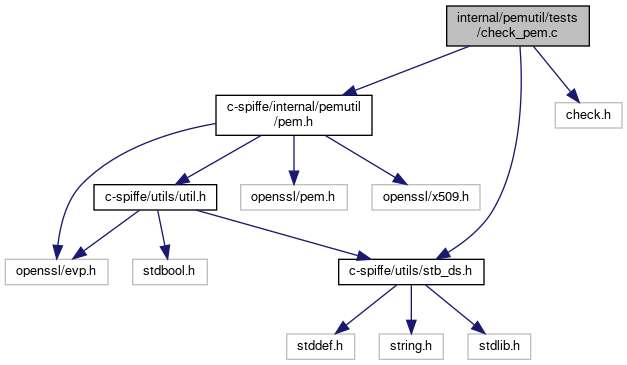 internal/pemutil/tests
/check_pem.c
c-spiffe/internal/pemutil
/pem.h
check.h
c-spiffe/utils/util.h
openssl/pem.h
openssl/x509.h
openssl/evp.h
stdbool.h
c-spiffe/utils/stb_ds.h
stddef.h
string.h
stdlib.h